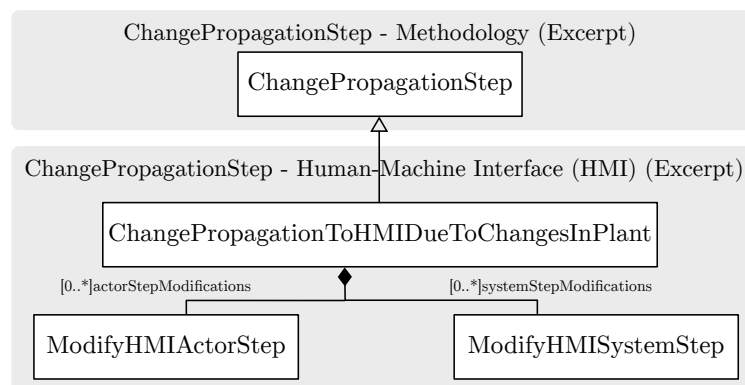 ChangePropagationStep - Methodology (Excerpt)
ChangePropagationStep
ChangePropagationStep - Human-Machine Interface (HMI) (Excerpt)
ChangePropagationToHMIDueToChangesInPlant
[0..*]actorStepModifications
[0..*]systemStepModifications
ModifyHMIActorStep
ModifyHMISystemStep